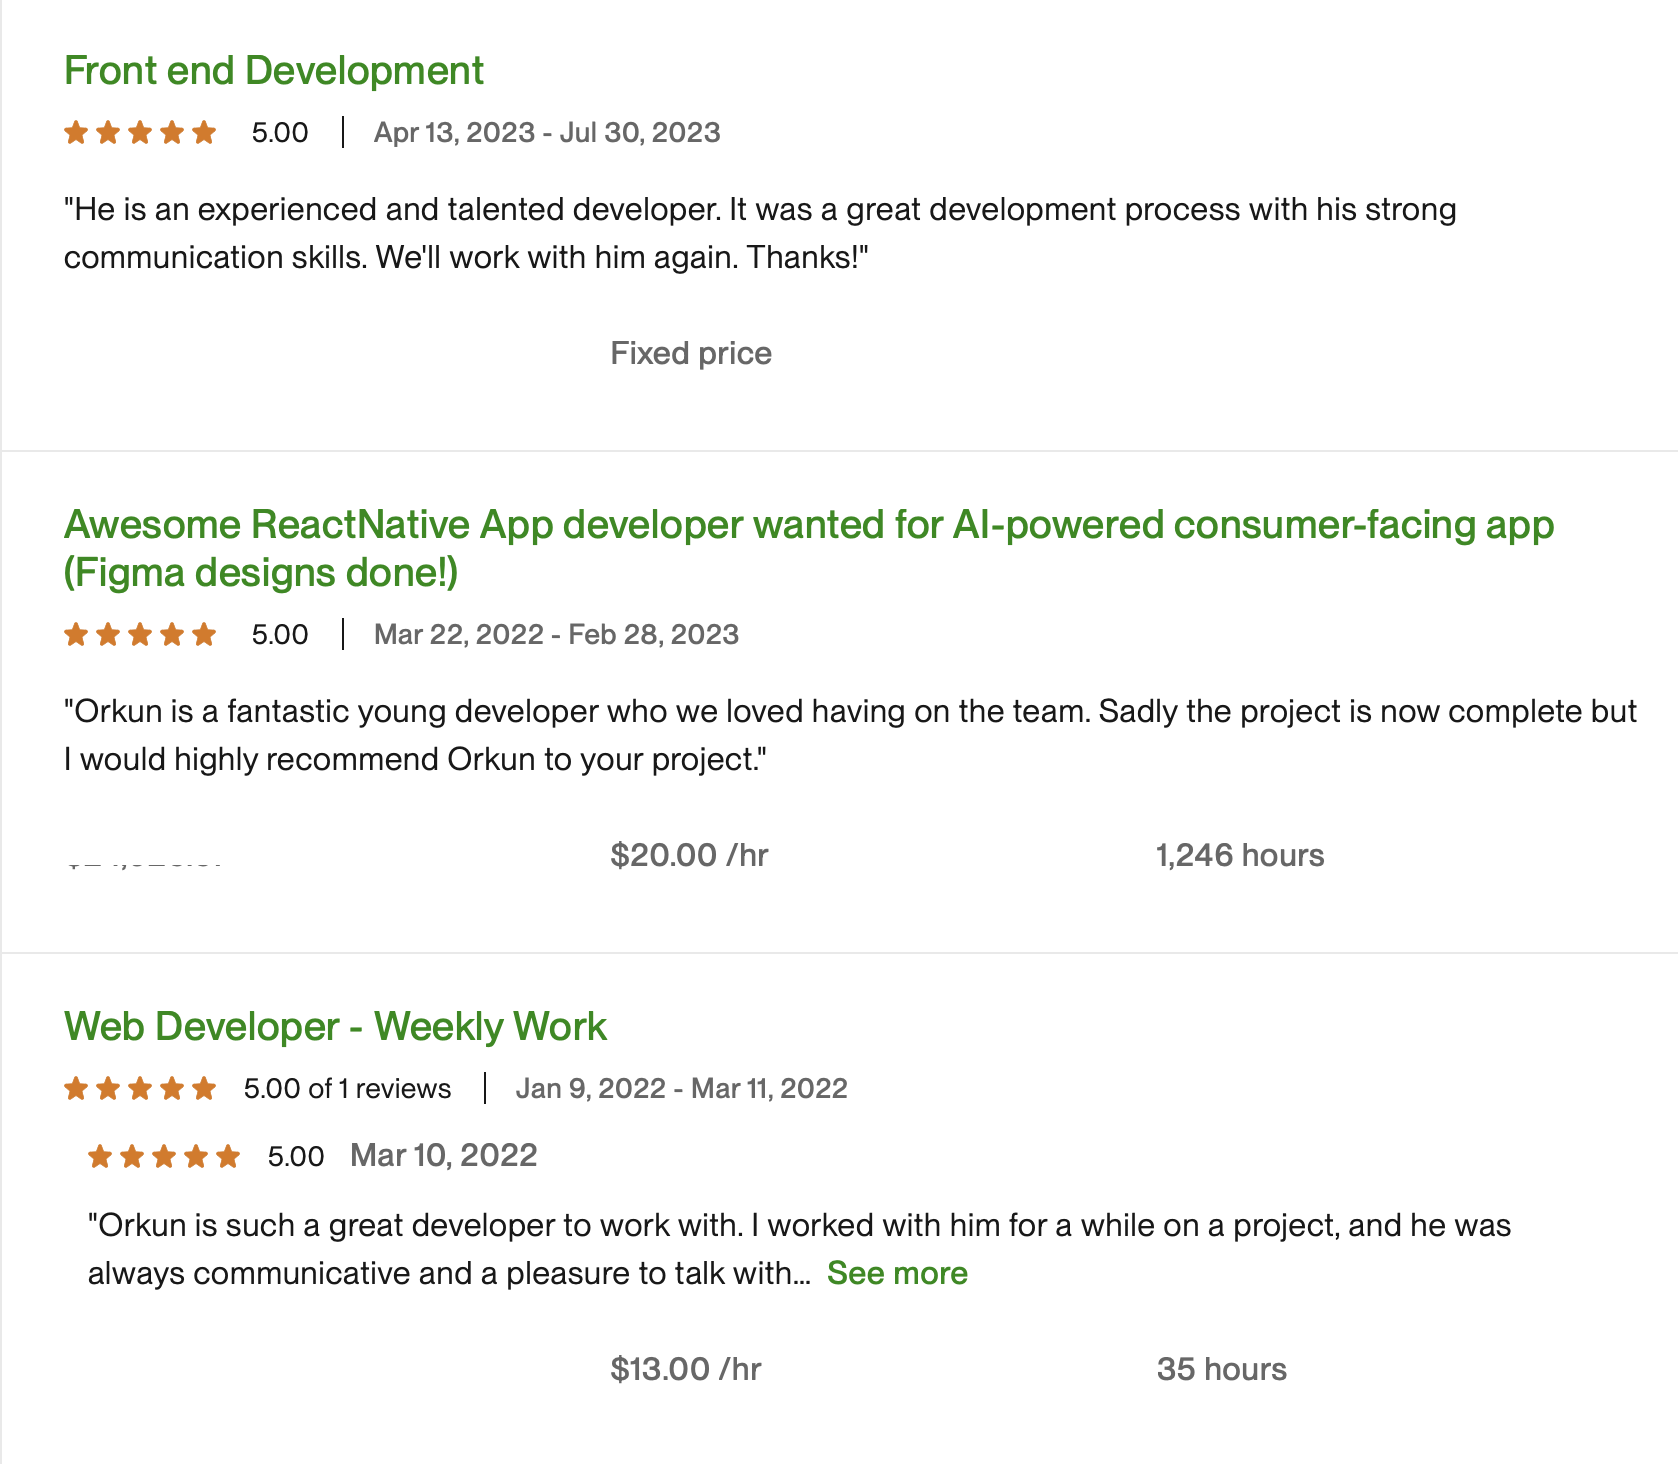 Front end Development
5.00 | Apr 13, 2023 - Jul 30, 2023
"He is an experienced and talented developer. It was a great development process with his strong
communication skills. We'll work with him again. Thanks!"
Fixed price
Awesome ReactNative App developer wanted for AI-powered consumer-facing app
(Figma designs done!)
5.00 | Mar 22, 2022 - Feb 28, 2023
"Orkun is a fantastic young developer who we loved having on the team. Sadly the project is now complete but
I would highly recommend Orkun to your project."
$20.00 /hr 1,246 hours
Web Developer - Weekly Work
5.00 of 1 reviews | Jan 9, 2022 - Mar 11, 2022
5.00 Mar 10, 2022
"Orkun is such a great developer to work with. I worked with him for a while on a project, and he was
always communicative and a pleasure to talk with... See more
$13.00 /hr 35 hours